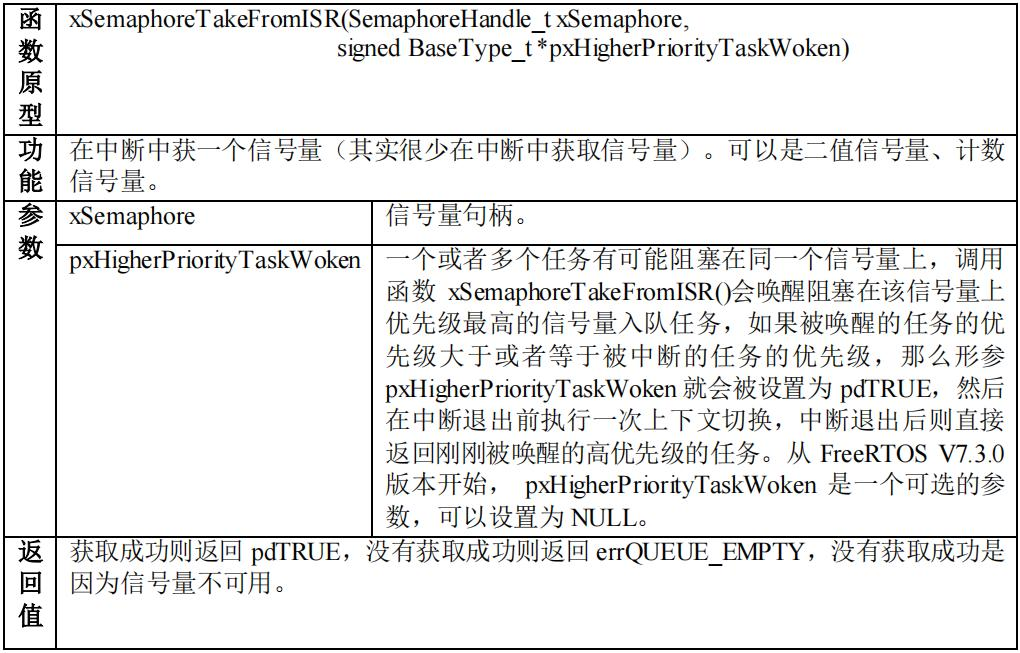 函数原型
xSemaphoreTakeFromISR(SemaphoreHandle_t xSemaphore,
signed BaseType_t *pxHigherPriorityTaskWoken)
功能
在中断中获一个信号量（其实很少在中断中获取信号量）。可以是二值信号量、计数
信号量。
参数
xSemaphore
信号量句柄。
pxHigherPriorityTaskWoken
一个或者多个任务有可能阻塞在同一个信号量上，调用
函数 xSemaphoreTakeFromISR()会唤醒阻塞在该信号量上
优先级最高的信号量入队任务，如果被唤醒的任务的优
先级大于或者等于被中断的任务的优先级，那么形参
pxHigherPriorityTaskWoken 就会被设置为 pdTRUE，然后
在中断退出前执行一次上下文切换，中断退出后则直接
返回刚刚被唤醒的高优先级的任务。从 FreeRTOS V7.3.0
版本开始， pxHigherPriorityTaskWoken 是一个可选的参
数，可以设置为 NULL。
返回值
获取成功则返回 pdTRUE，没有获取成功则返回 errQUEUE_EMPTY，没有获取成功是
因为信号量不可用。